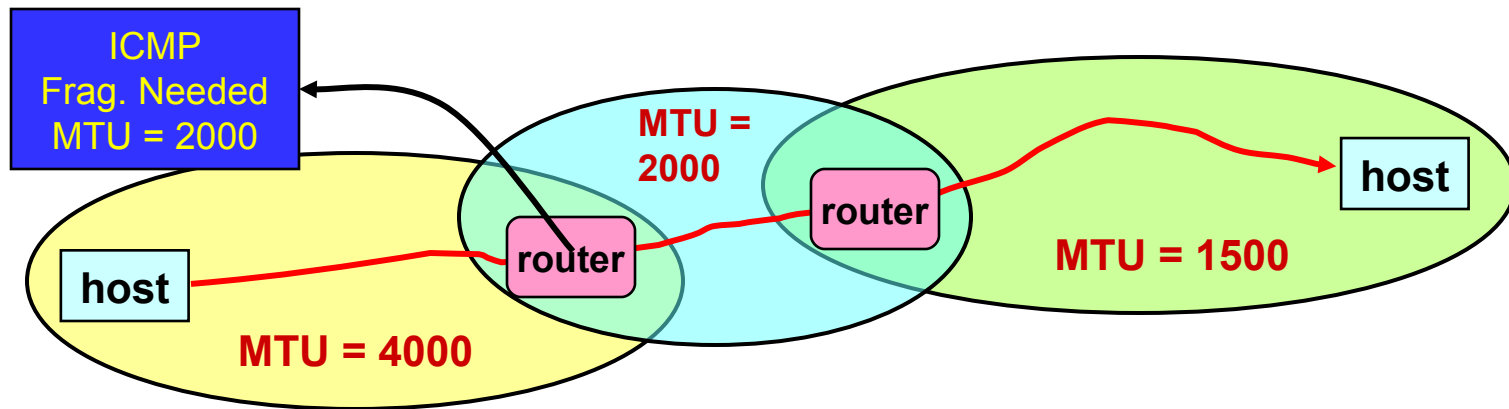 ICMP
Frag. Needed
MTU = 2000
MTU =
2000
router
host
host
router
MTU = 1500
MTU = 4000